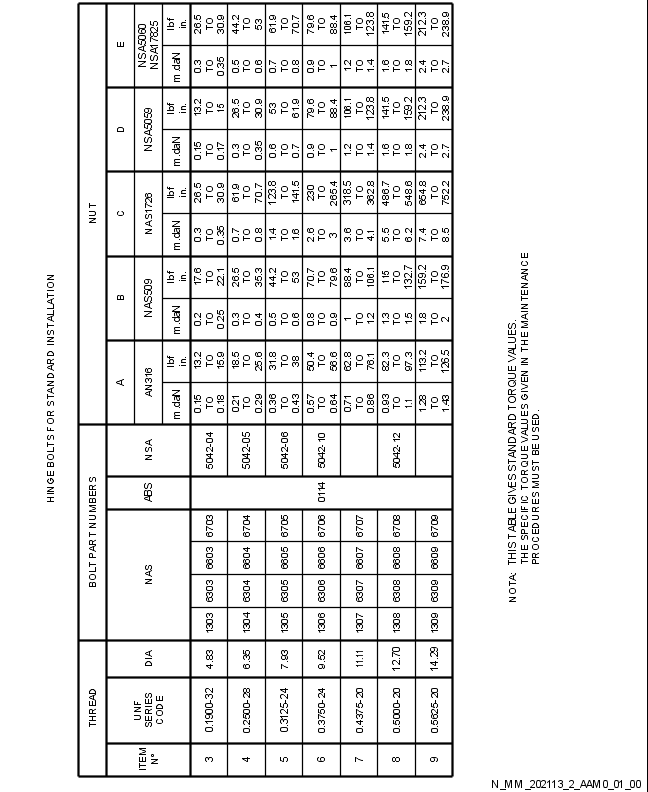 HINGE BOLTS FOR STANDARD INSTALLATION
THREAD BOLT PART NUMBERS NUT
ITEM N° UNF SERIES CODE DIA NAS ABS NSA A B C D E
AN316 NAS509 NAS1726 NSA5059 NSA5060 NSA17825
m.daN lbf in. m.daN lbf in. m.daN lbf in. m.daN lbf in. m.daN lbf in.
3 0.1900-32 4.83 1303 6303 6603 6703 0114 5042-04 0.15 TO 0.18 13.2 TO 15.9 0.2 TO 0.25 17.6 TO 22.1 0.3 TO 0.35 26.5 TO 30.9 0.15 TO 0.17 13.2 TO 15 0.3 TO 0.35 26.5 TO 30.9
4 0.2500-28 6.35 1304 6304 6604 6704 5042-05 0.21 TO 0.29 18.5 TO 25.6 0.3 TO 0.4 26.5 TO 35.3 0.7 TO 0.8 61.9 TO 70.7 0.3 TO 0.35 26.5 TO 30.9 0.5 TO 0.6 44.2 TO 53
5 0.3125-24 7.93 1305 6305 6605 6705 5042-06 0.36 TO 0.43 31.8 TO 38 0.5 TO 0.6 44.2 TO 53 1.4 TO 1.6 123.8 TO 141.5 0.6 TO 0.7 53 TO 61.9 0.7 TO 0.8 61.9 TO 70.7
6 0.3750-24 9.52 1306 6306 6606 6706 5042-10 0.57 TO 0.64 50.4 TO 56.6 0.8 TO 0.9 70.7 TO 79.6 2.6 TO 3 230 TO 265.4 0.9 TO 1 79.6 TO 88.4 0.9 TO 1 79.6 TO 88.4
7 0.4375-20 11.11 1307 6307 6607 6707 0.71 TO 0.86 62.8 TO 76.1 1 TO 1.2 88.4 TO 106.1 3.6 TO 4.1 318.5 TO 362.8 1.2 TO 1.4 106.1 TO 123.8 1.2 TO 1.4 106.1 TO 123.8
8 0.5000-20 12.70 1308 6308 6608 6708 5042-12 0.93 TO 1.1 82.3 TO 97.3 1.3 TO 1.5 115 TO 132.7 5.5 TO 6.2 486.7 TO 548.6 1.6 TO 1.8 141.5 TO 159.2 1.6 TO 1.8 141.5 TO 159.2
9 0.5625-20 14.29 1309 6309 6609 6709 1.28 TO 1.43 113.2 TO 126.5 1.8 TO 2 159.2 TO 176.9 7.4 TO 8.5 654.8 TO 752.2 2.4 TO 2.7 212.3 TO 238.9 2.4 TO 2.7 212.3 TO 238.9
NOTA: THIS TABLE GIVES STANDARD TORQUE VALUES.
THE SPECIFIC TORQUE VALUES GIVEN IN THE MAINTENANCE
PROCEDURES MUST BE USED.
N_MM_202113_2_AAM0_01_00